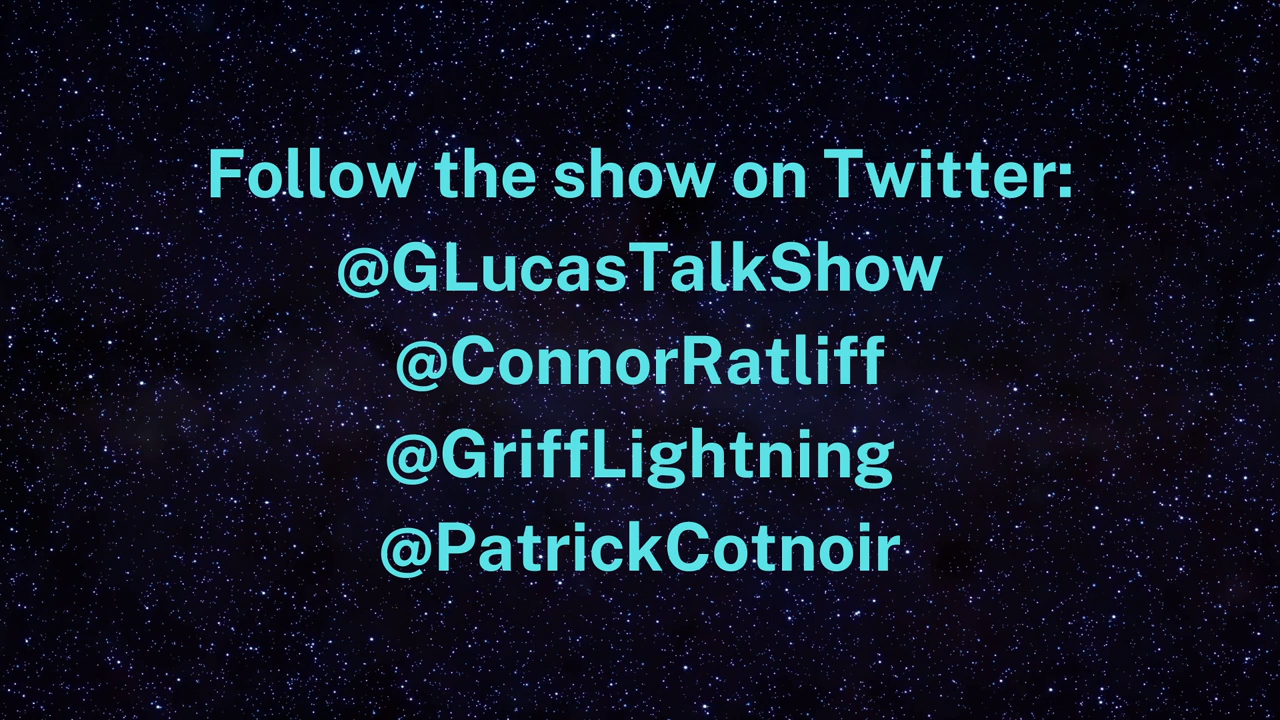 Follow the show on Twitter:
@GLucasTalkShow
@ConnorRatliff
@GriffLightning
@PatrickCotnoir